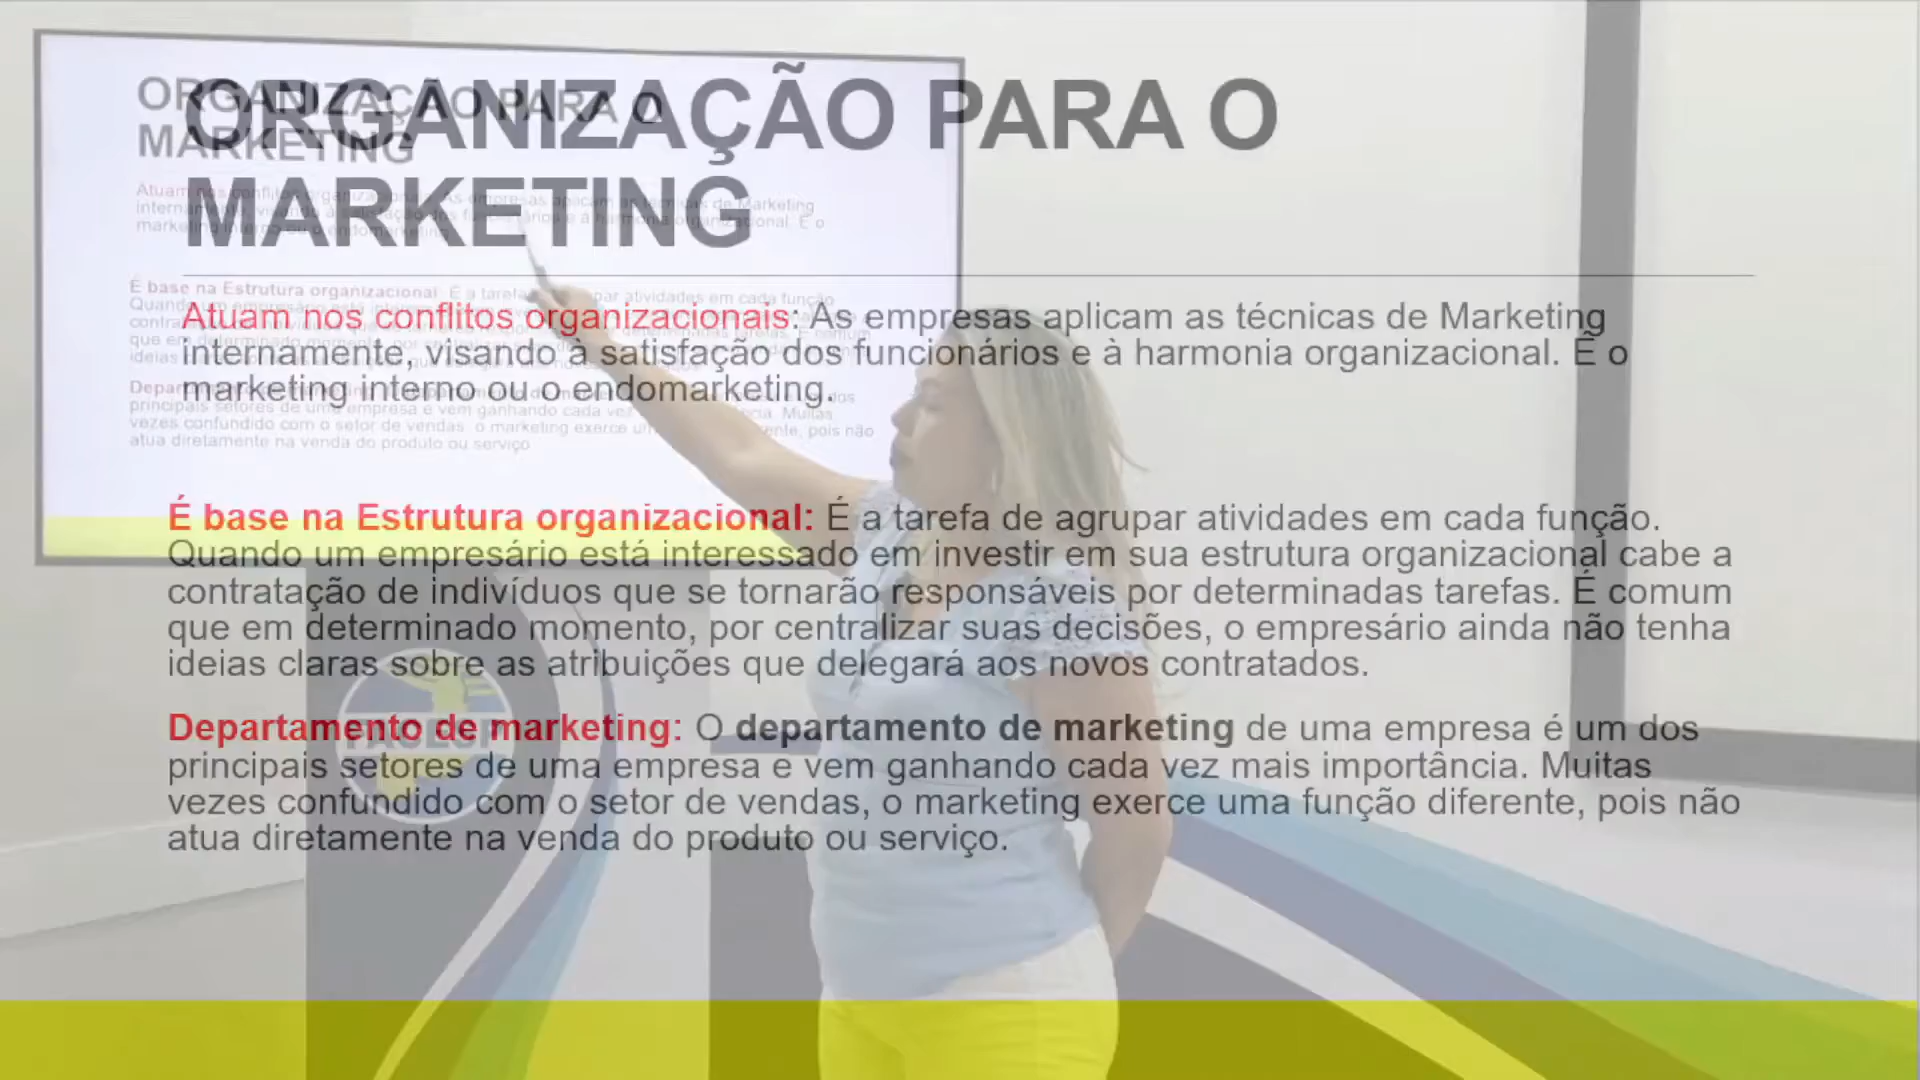 ORGANIZAÇÃO PARA O
MARKETING
Atuam nos conflitos organizacionais: As empresas aplicam as técnicas de Marketing
internamente, visando à satisfação dos funcionários e à harmonia organizacional. É o
marketing interno ou o endomarketing.
É base na Estrutura organizacional: É a tarefa de agrupar atividades em cada função.
Quando um empresário está interessado em investir em sua estrutura organizacional cabe a
contratação de indivíduos que se tornarão responsáveis por determinadas tarefas. É comum
que em determinado momento, por centralizar suas decisões, o empresário ainda não tenha
ideias claras sobre as atribuições que delegará aos novos contratados.
Departamento de marketing: O departamento de marketing de uma empresa é um dos
principais setores de uma empresa e vem ganhando cada vez mais importância. Muitas
vezes confundido com o setor de vendas, o marketing exerce uma função diferente, pois não
atua diretamente na venda do produto ou serviço.
ORGANIZAÇÃO PARA O
MARKETING